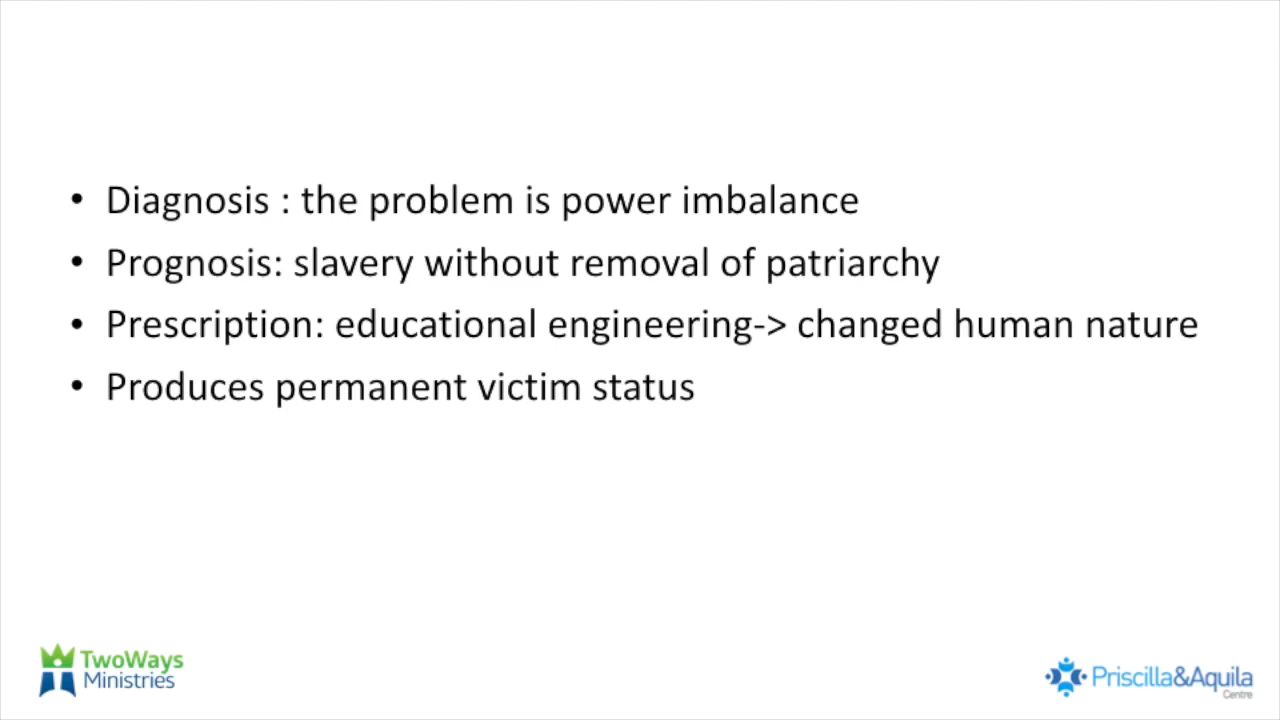 • Diagnosis : the problem is power imbalance
• Prognosis: slavery without removal of patriarchy
• Prescription: educational engineering-> changed human nature
• Produces permanent victim status
TwoWays
Ministries
Priscilla&Aquila
Centre